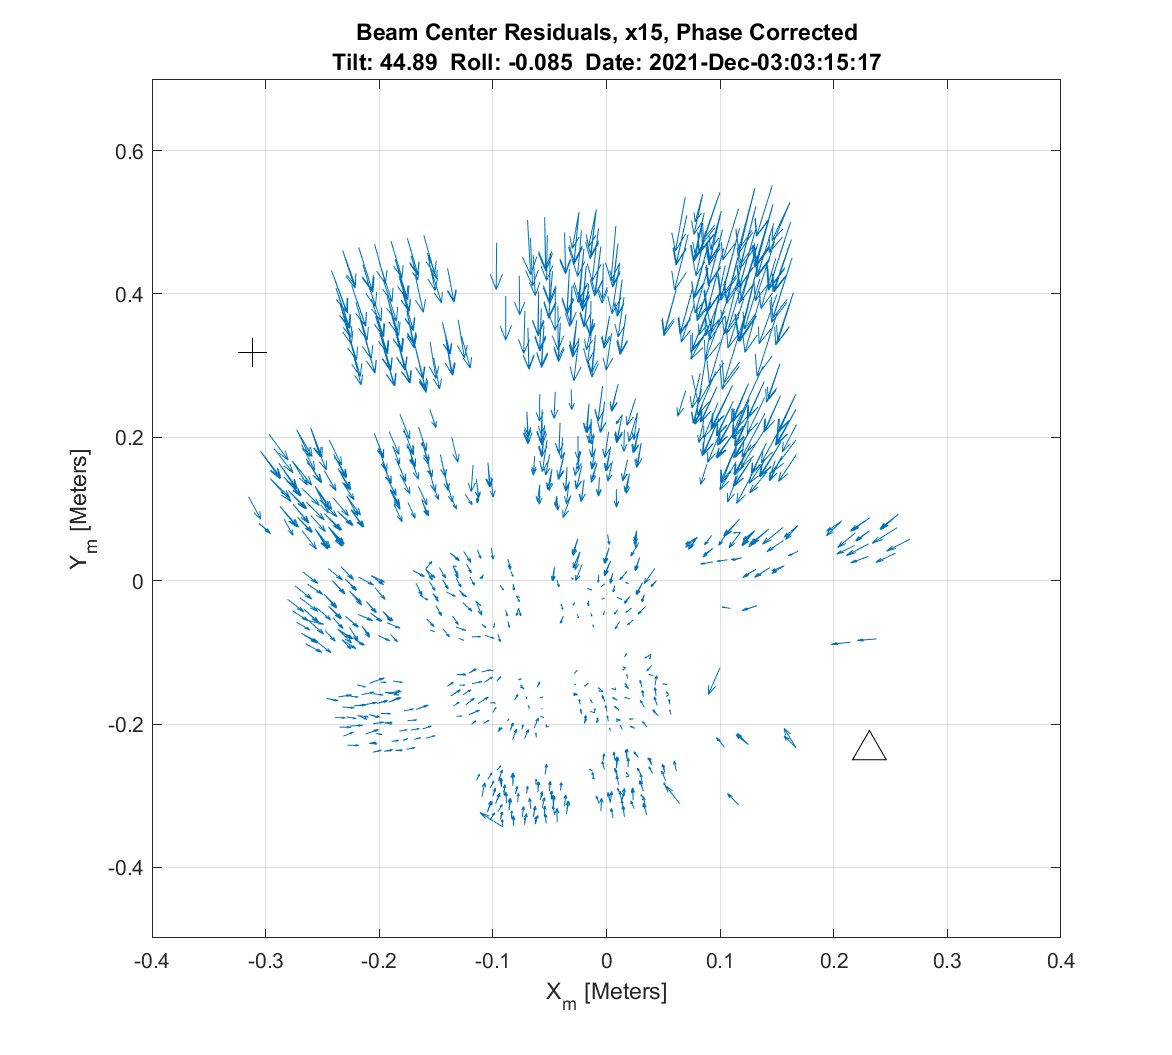 Beam Center Residuals, x15, Phase Corrected
Tilt: 44.89 Roll: -0.085 Date: 2021-Dec-03:03:15:17
0.6
0.4
0.2
0
-0.2
-0.4
Y_m [Meters]
-0.4 -0.3 -0.2 -0.1 0 0.1 0.2 0.3 0.4
X_m [Meters]